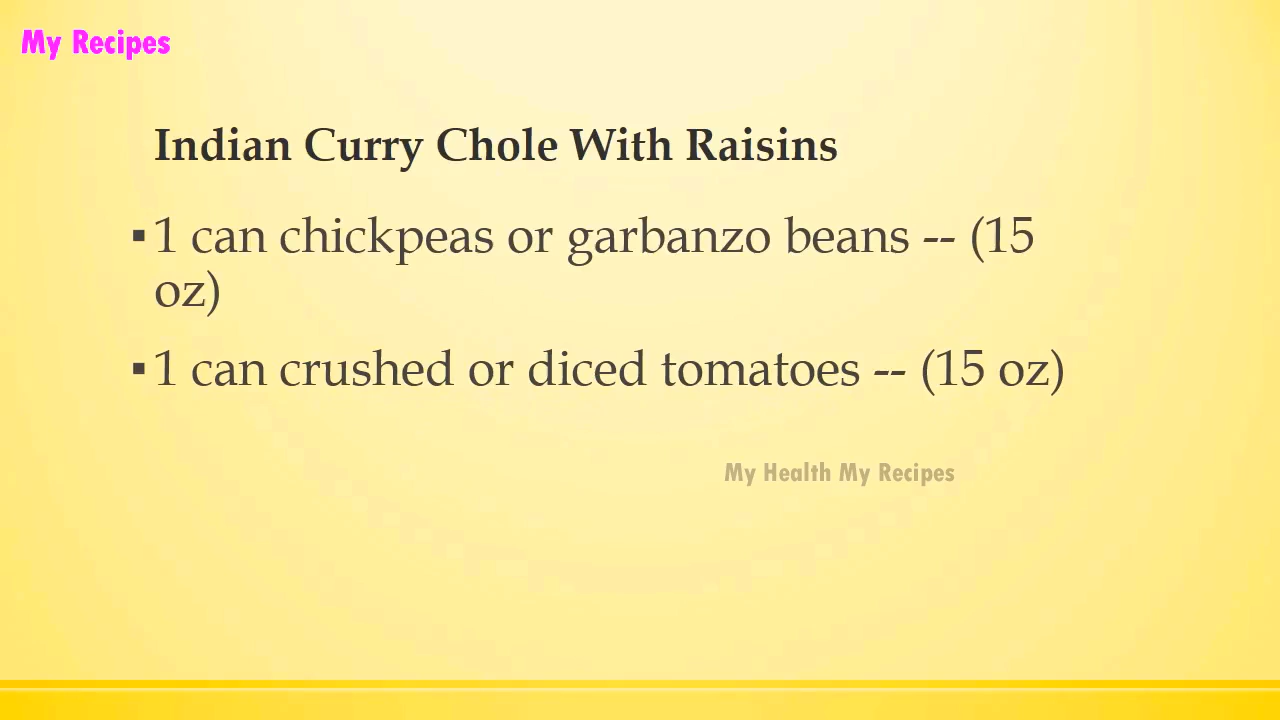 My Recipes
Indian Curry Chole With Raisins
▪1 can chickpeas or garbanzo beans -- (15
oz)
▪1 can crushed or diced tomatoes -- (15 oz)
My Health My Recipes